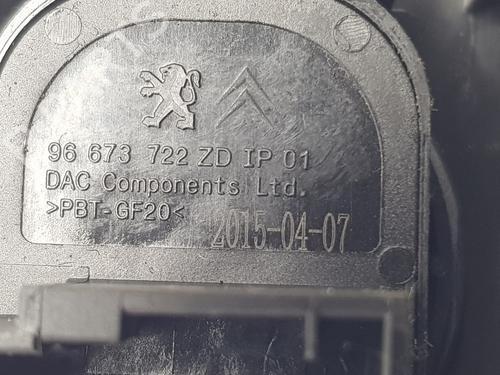 96 673 722 ZD IP 01
DAC Components Ltd.
>PBT-GF20<
2015-04-07